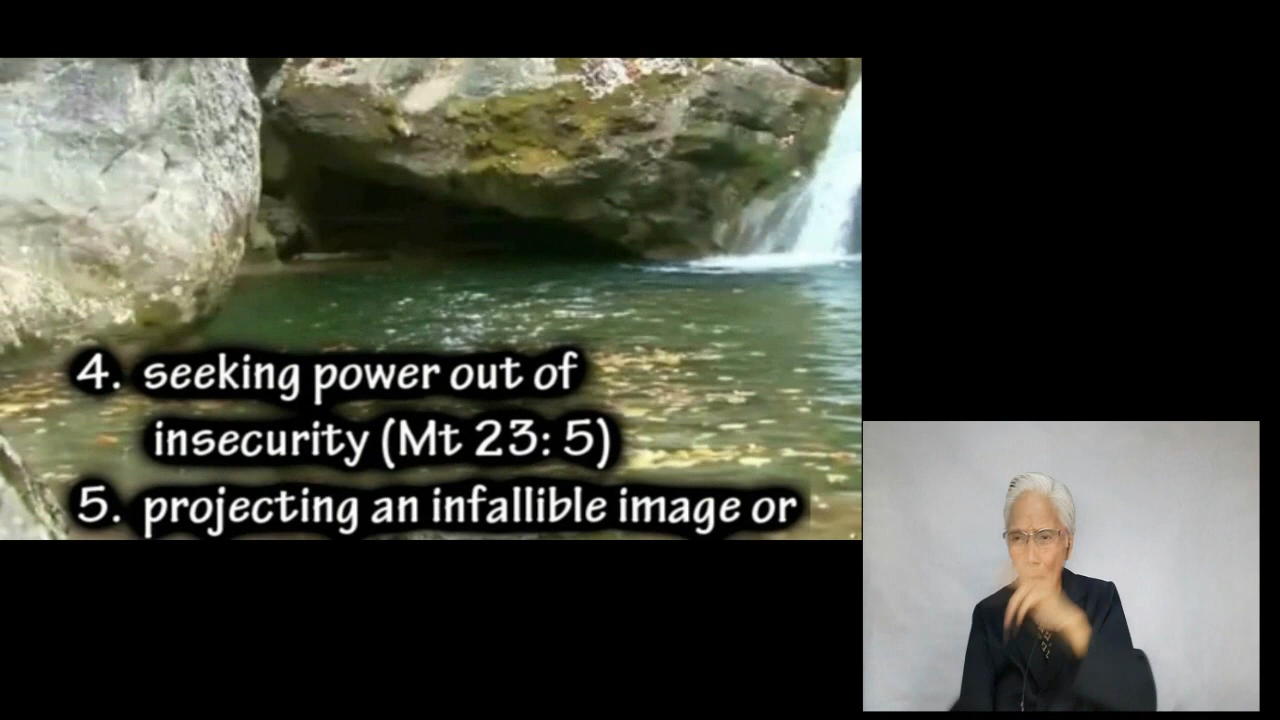 4. seeking power out of
insecurity (Mt 23: 5)
5. projecting an infallible image or